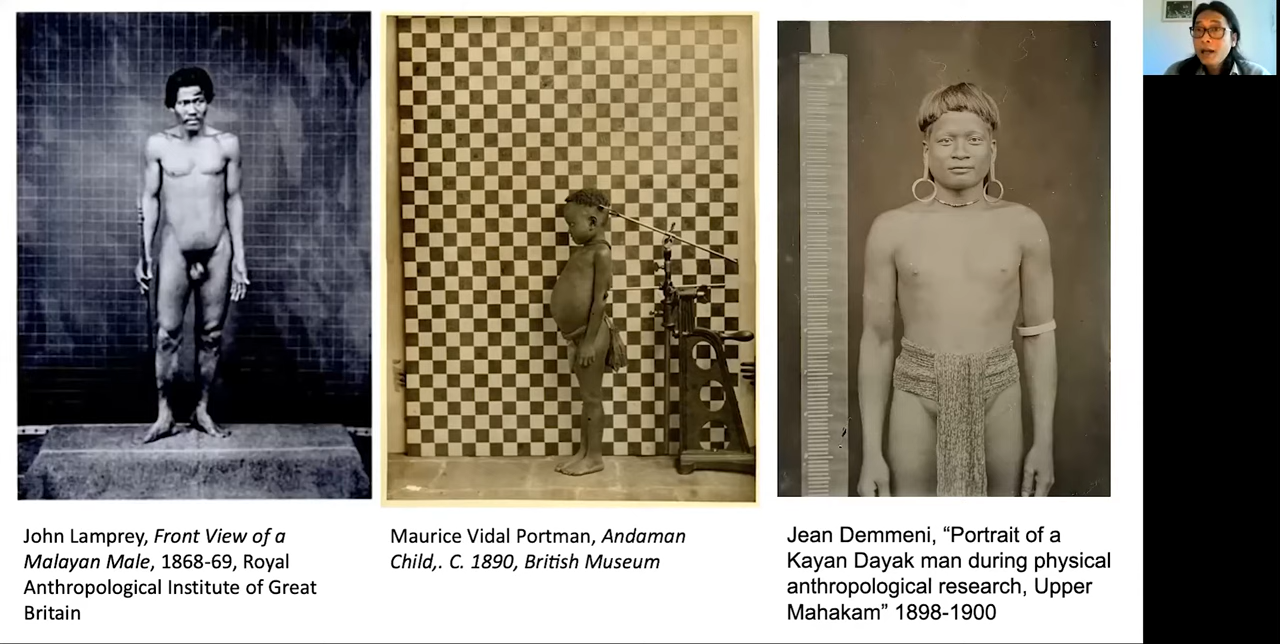 John Lamprey, Front View of a
Malayan Male, 1868-69, Royal
Anthropological Institute of Great
Britain
Maurice Vidal Portman, Andaman
Child,. C. 1890, British Museum
Jean Demmeni, “Portrait of a
Kayan Dayak man during physical
anthropological research, Upper
Mahakam” 1898-1900